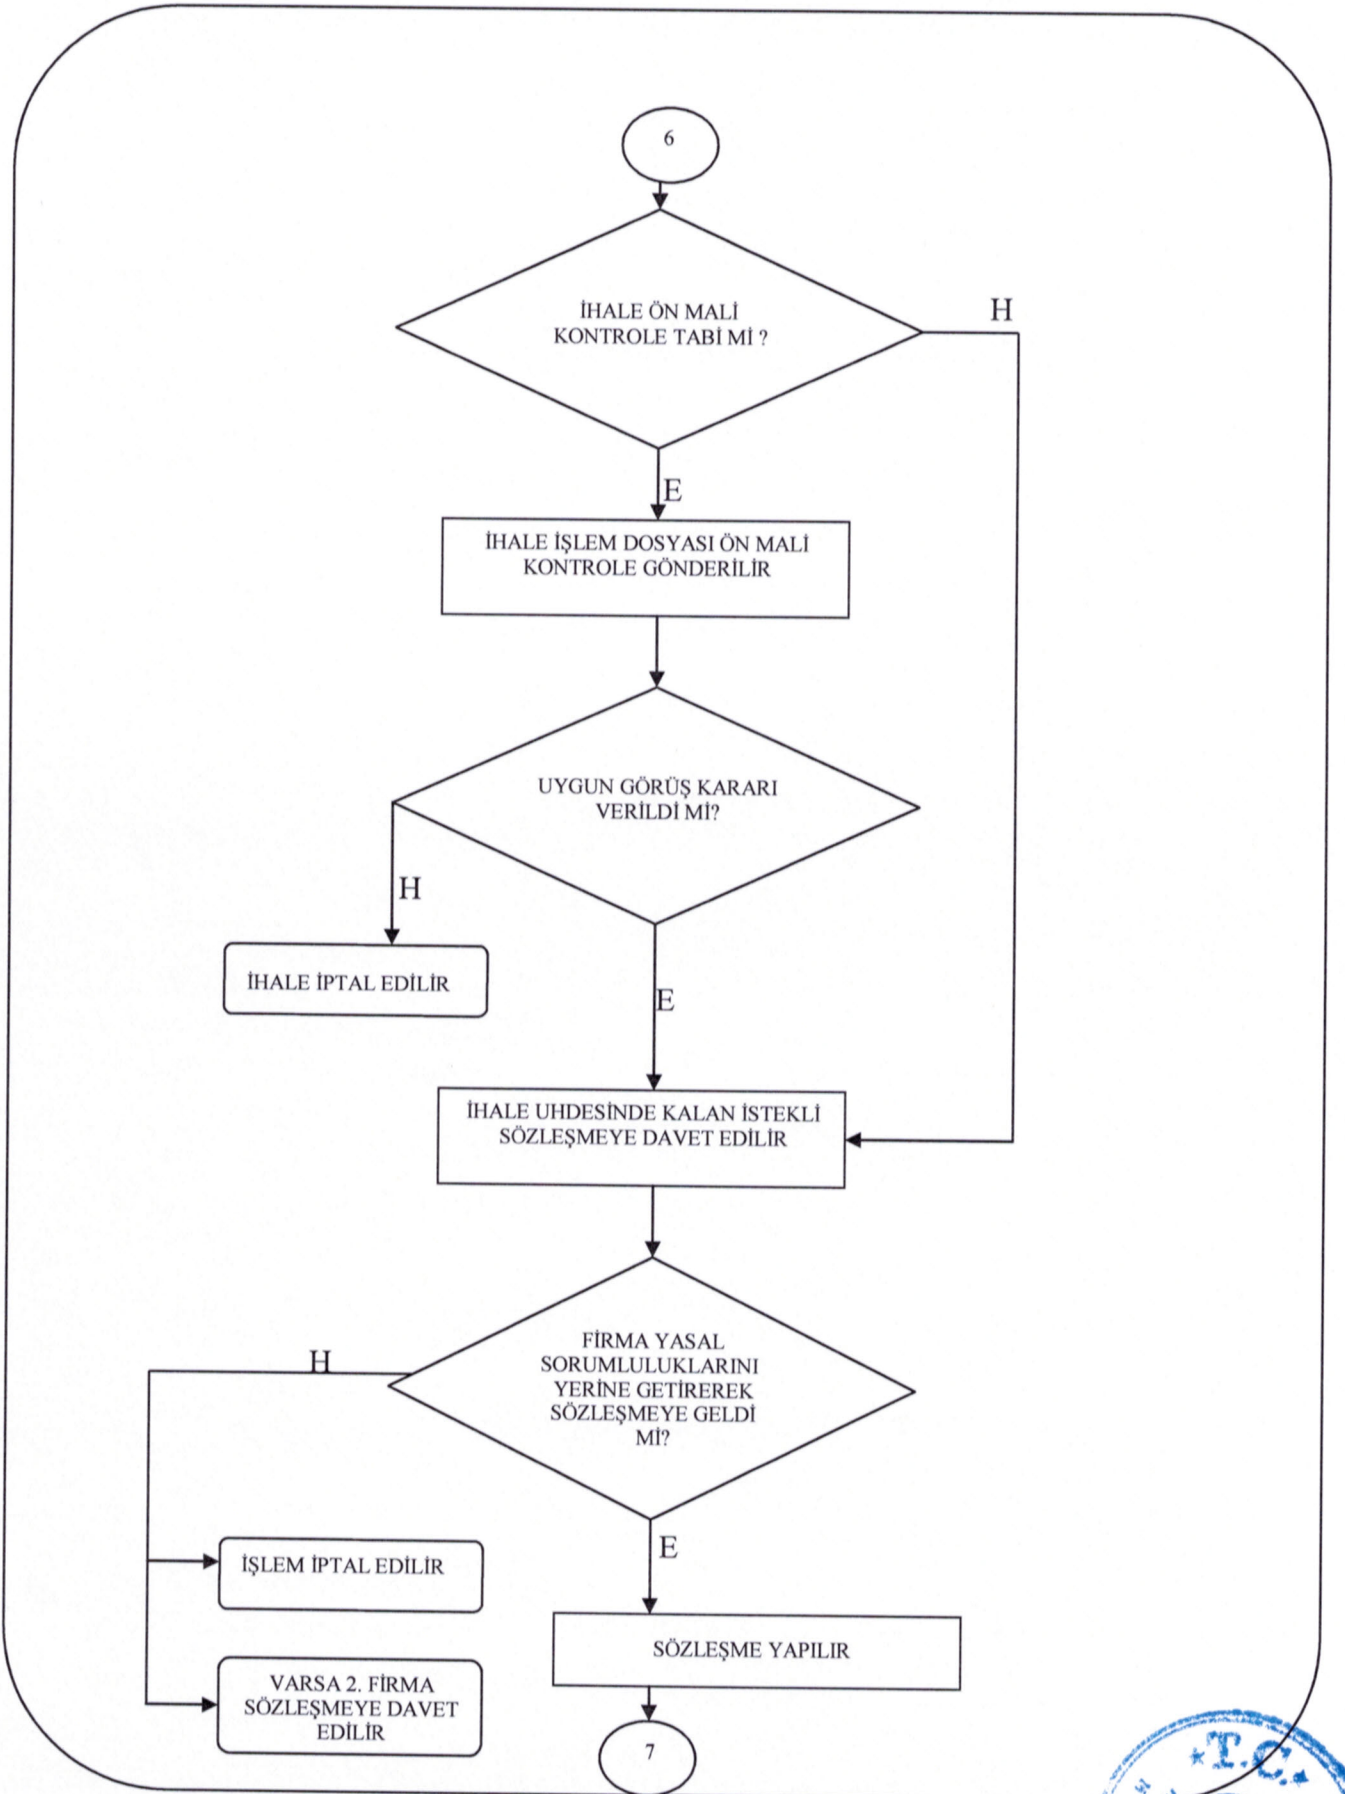 6
İHALE ÖN MALİ
KONTROLE TABİ Mİ ?
H
E
İHALE İŞLEM DOSYASI ÖN MALİ
KONTROLE GÖNDERİLİR
UYGUN GÖRÜŞ KARARI
VERİLDİ Mİ?
H
İHALE İPTAL EDİLİR
E
İHALE UHDESİNDE KALAN İSTEKLİ
SÖZLEŞMEYE DAVET EDİLİR
FİRMA YASAL
SORUMLULUKLARINI
YERİNE GETİREREK
SÖZLEŞMEYE GELDİ
Mİ?
H
E
İŞLEM İPTAL EDİLİR
SÖZLEŞME YAPILIR
VARSA 2. FİRMA
SÖZLEŞMEYE DAVET
EDİLİR
7
T.C.